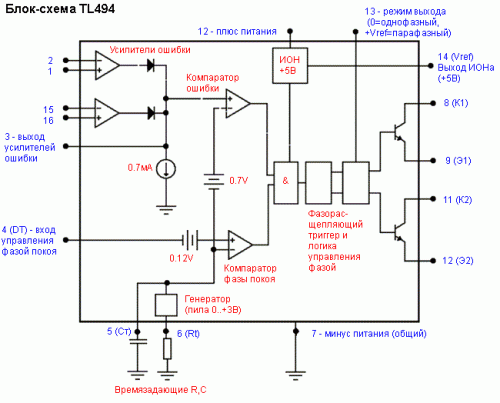 Блок-схема TL494
13 - режим выхода
(0=однофазный,
+Vref=парафазный)
12 - плюс питания
Усилители ошибки
ИОН
+5В
14 (Vref)
Выход ИОНа
(+5В)
2
1
Компаратор
ошибки
8 (К1)
15
16
3 - выход
усилителей
ошибки
0.7мА
0.7V
&
9 (Э1)
11 (К2)
4 (DT) - вход
управления
фазой покоя
0.12V
Фазорас-
щепляющий
триггер и
логика
управления
фазой
Компаратор
фазы покоя
12 (Э2)
Генератор
(пила 0..+3В)
5 (Ст)
6 (Rt)
7 - минус питания (общий)
Времязадающие R,C